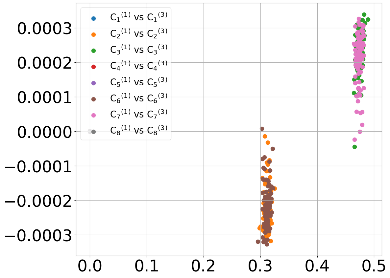 0.0003
0.0002
0.0001
0.0000
−0.0001
−0.0002
−0.0003
C₁⁽¹⁾ vs C₁⁽³⁾
C₂⁽¹⁾ vs C₂⁽³⁾
C₃⁽¹⁾ vs C₃⁽³⁾
C₄⁽¹⁾ vs C₄⁽³⁾
C₅⁽¹⁾ vs C₅⁽³⁾
C₆⁽¹⁾ vs C₆⁽³⁾
C₇⁽¹⁾ vs C₇⁽³⁾
C₈⁽¹⁾ vs C₈⁽³⁾
0.0 0.1 0.2 0.3 0.4 0.5